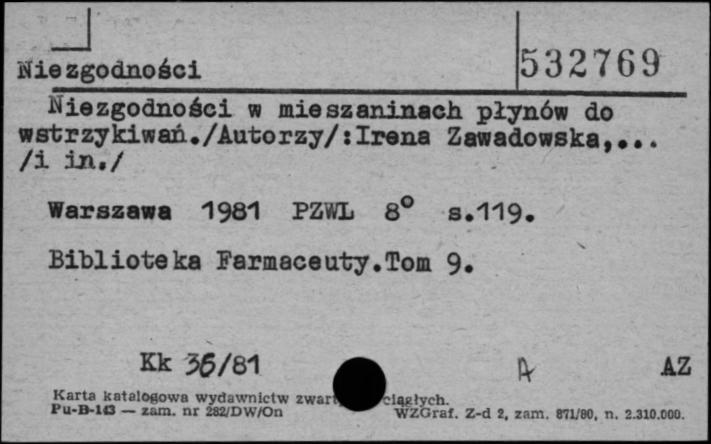 Niezgodności
532769
Niezgodności w mieszaninach płynów do
wstrzykiwań./Autorzy/:Irena Zawadowska,...
/i in./
Warszawa 1981 PZWL 8° s.119.
Biblioteka Farmaceuty.Tom 9.
Kk 36/81 A AZ
Karta katalogowa wydawnictw ciągłych.
Pu-B-143 — zam. nr 282/DW/On WZGraf. Z-d 2, zam. 871/80, n. 2.310.000.